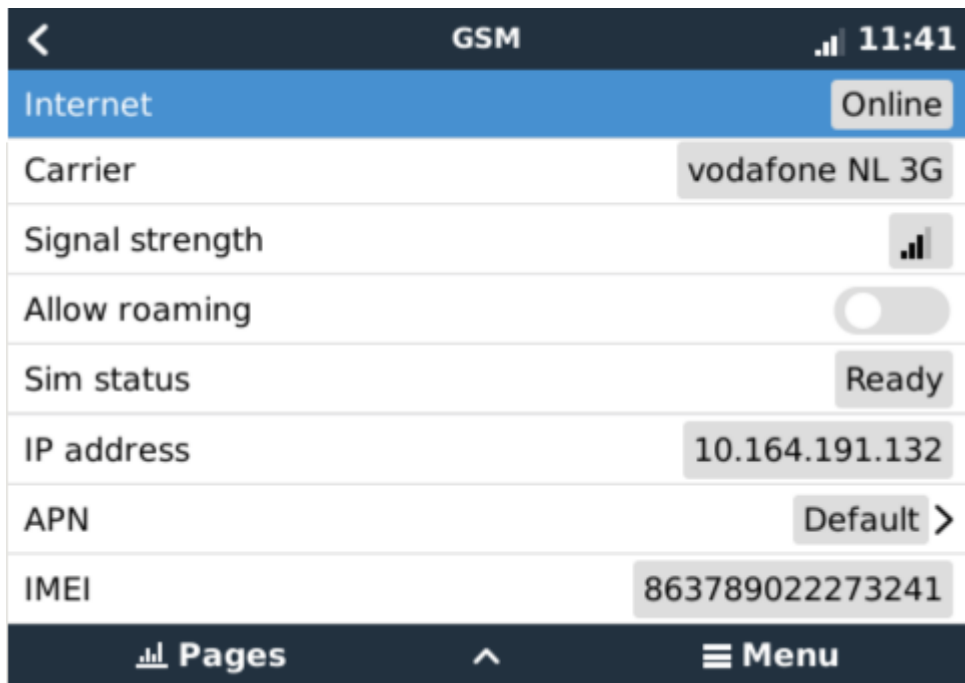 GSM 11:41
Internet Online
Carrier vodafone NL 3G
Signal strength
Allow roaming
Sim status Ready
IP address 10.164.191.132
APN Default
IMEI 863789022273241
Pages Menu